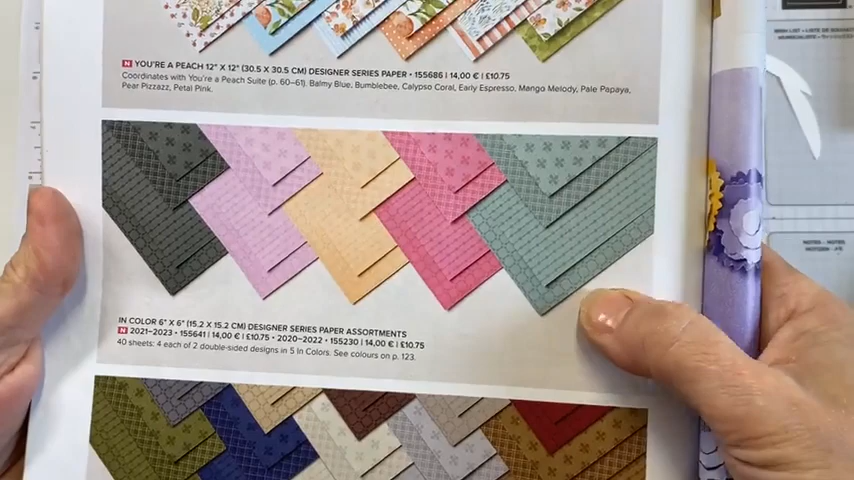 N YOU'RE A PEACH 12" X 12" (30.5 X 30.5 CM) DESIGNER SERIES PAPER • 155686 | 14,00 € | £10.75
Coordinates with You're a Peach Suite (p. 60–61). Balmy Blue, Bumblebee, Calypso Coral, Early Espresso, Mango Melody, Pale Papaya,
Pear Pizzazz, Petal Pink.
IN COLOR 6" X 6" (15.2 X 15.2 CM) DESIGNER SERIES PAPER ASSORTMENTS
N 2021–2023 • 155641 | 14,00 € | £10.75 • 2020–2022 • 155230 | 14,00 € | £10.75
40 sheets: 4 each of 2 double-sided designs in 5 In Colors. See colours on p. 123.